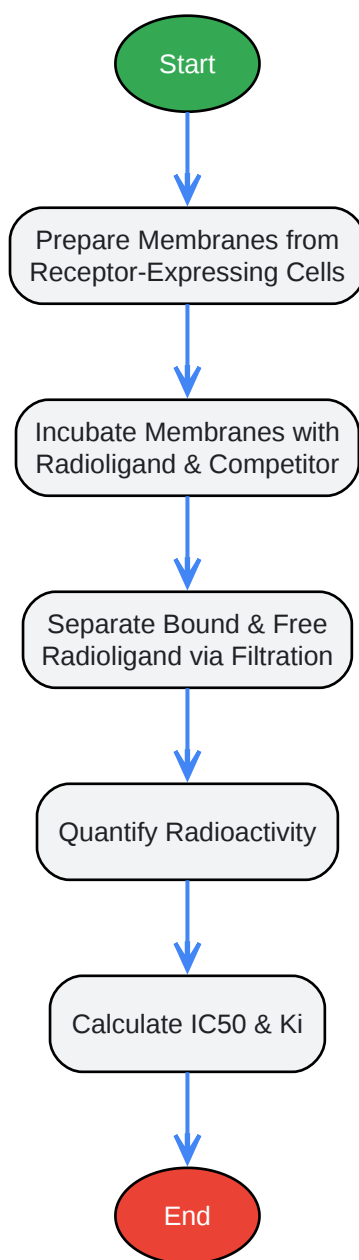 Start
Prepare Membranes from
Receptor-Expressing Cells
Incubate Membranes with
Radioligand & Competitor
Separate Bound & Free
Radioligand via Filtration
Quantify Radioactivity
Calculate IC50 & Ki
End